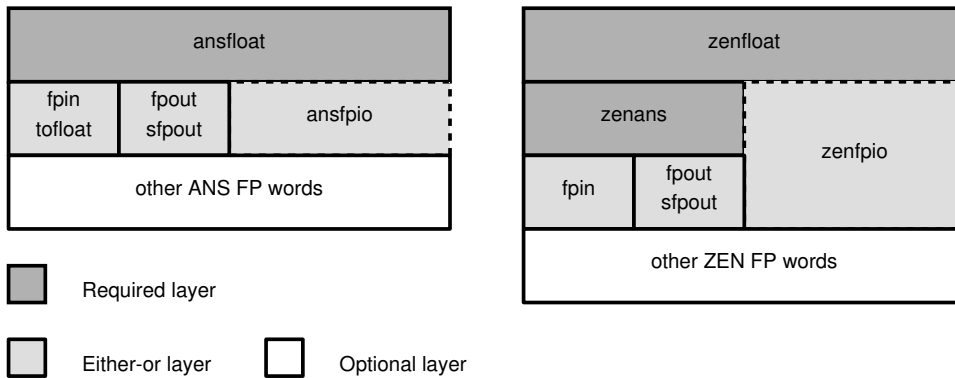 ansfloat
fpin
tofloat
fpout
sfpout
ansfpio
other ANS FP words
zenfloat
zenans
zenfpio
fpin
fpout
sfpout
other ZEN FP words
Required layer
Either-or layer
Optional layer